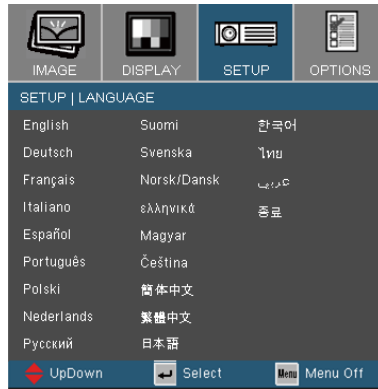 IMAGE
DISPLAY
SETUP
OPTIONS
SETUP | LANGUAGE
English
Deutsch
Français
Italiano
Español
Português
Polski
Nederlands
Русский
Suomi
Svenska
Norsk/Dansk
ελληνικά
Magyar
Čeština
簡体中文
繁體中文
日本語
한국어
ไทย
عربي
종료
UpDown
Select
Menu Menu Off